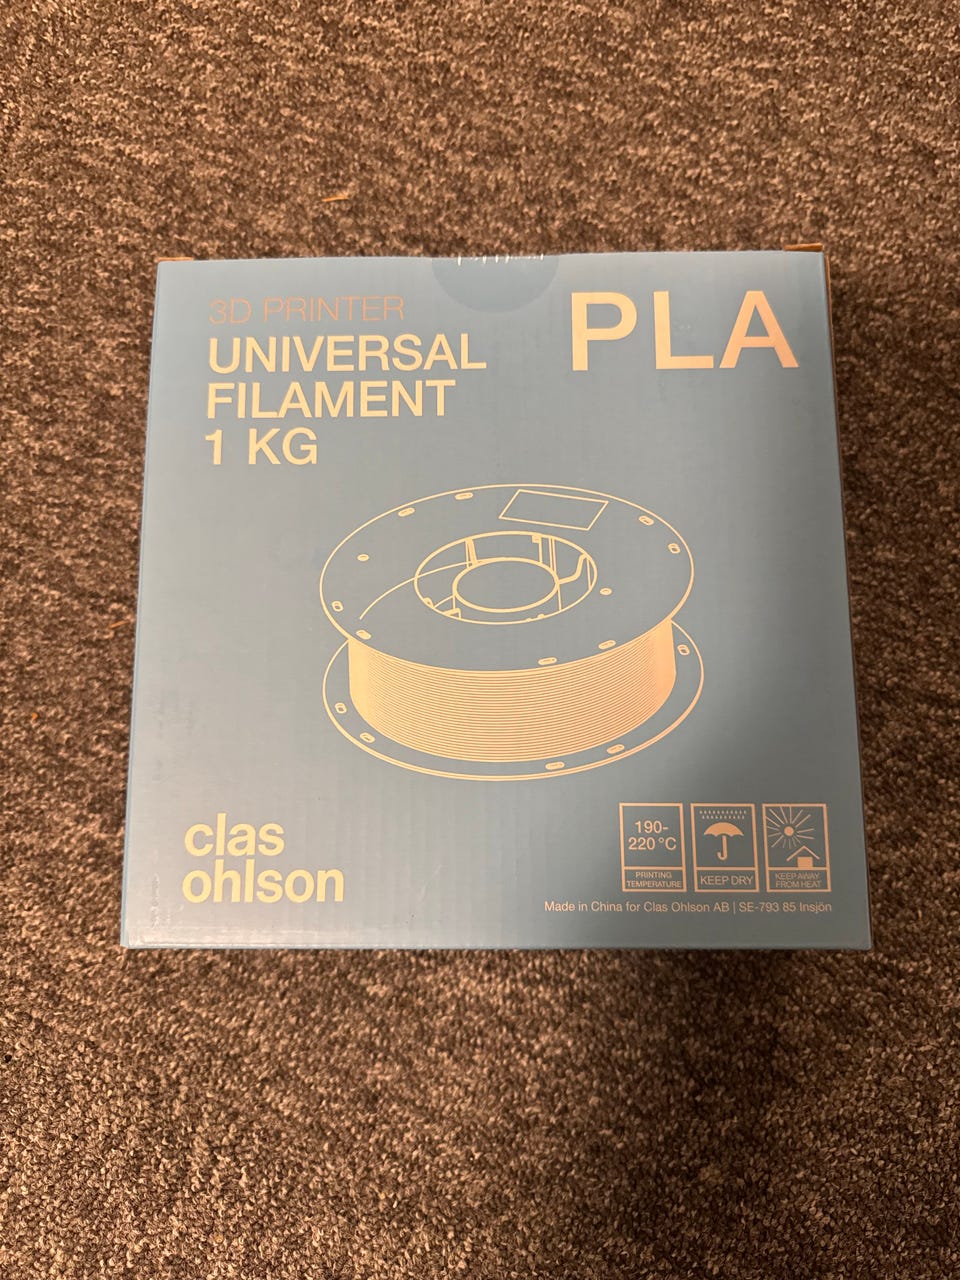 3D PRINTER
UNIVERSAL
FILAMENT
1 KG
PLA
clas
ohlson
190-
220 °C
PRINTING
TEMPERATURE
KEEP DRY
KEEP AWAY
FROM HEAT
Made in China for Clas Ohlson AB | SE-793 85 Insjön